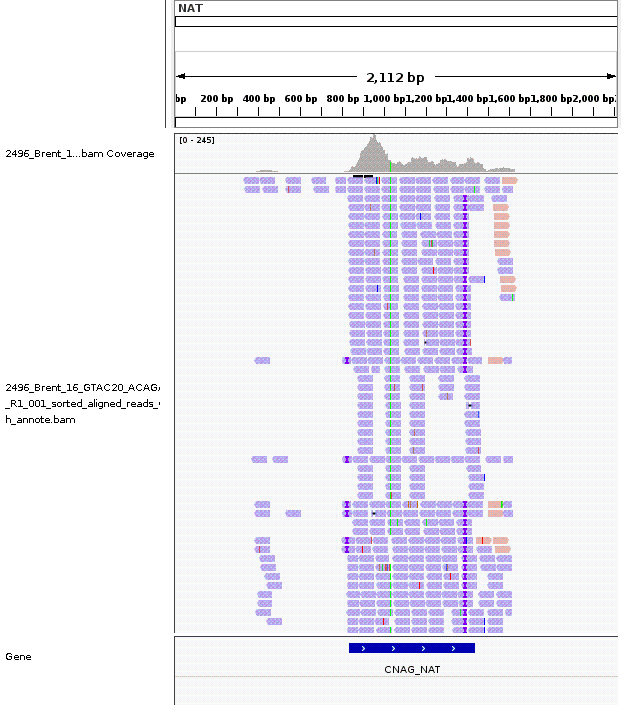 NAT
2,112 bp
bp 200 bp 400 bp 600 bp 800 bp 1,000 bp 1,200 bp 1,400 bp 1,600 bp 1,800 bp 2,000 bp
[0 - 245]
2496_Brent_1...bam Coverage
2496_Brent_16_GTAC20_ACAGA
_R1_001_sorted_aligned_reads_
h_annote.bam
Gene
CNAG_NAT